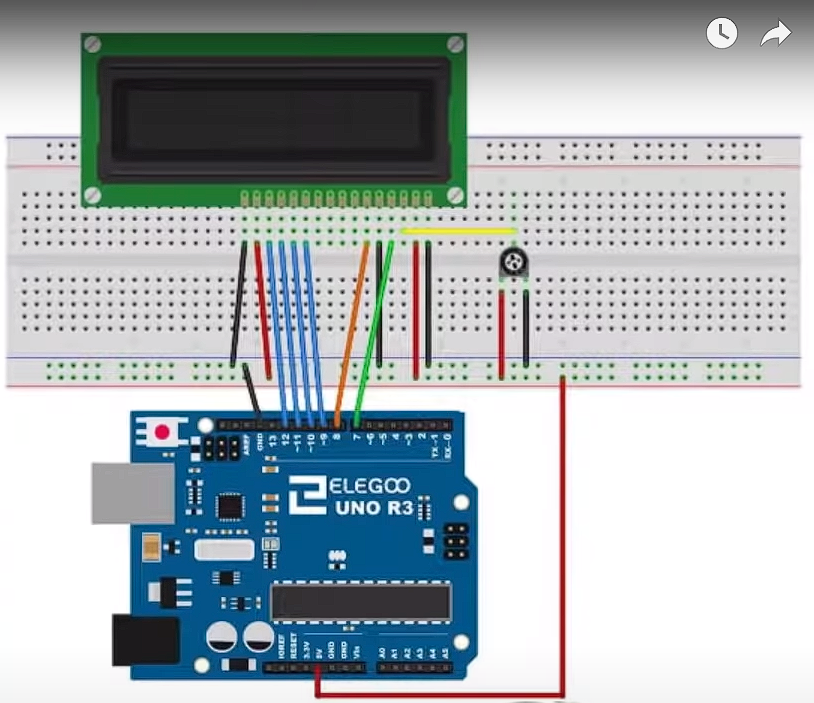 AREF
GND
13
12
~11
~10
~9
8
7
~6
~5
4
~3
2
TX→1
RX←0
ELEGOO
UNO R3
IOREF
RESET
3.3V
5V
GND
GND
Vin
A0
A1
A2
A3
A4
A5